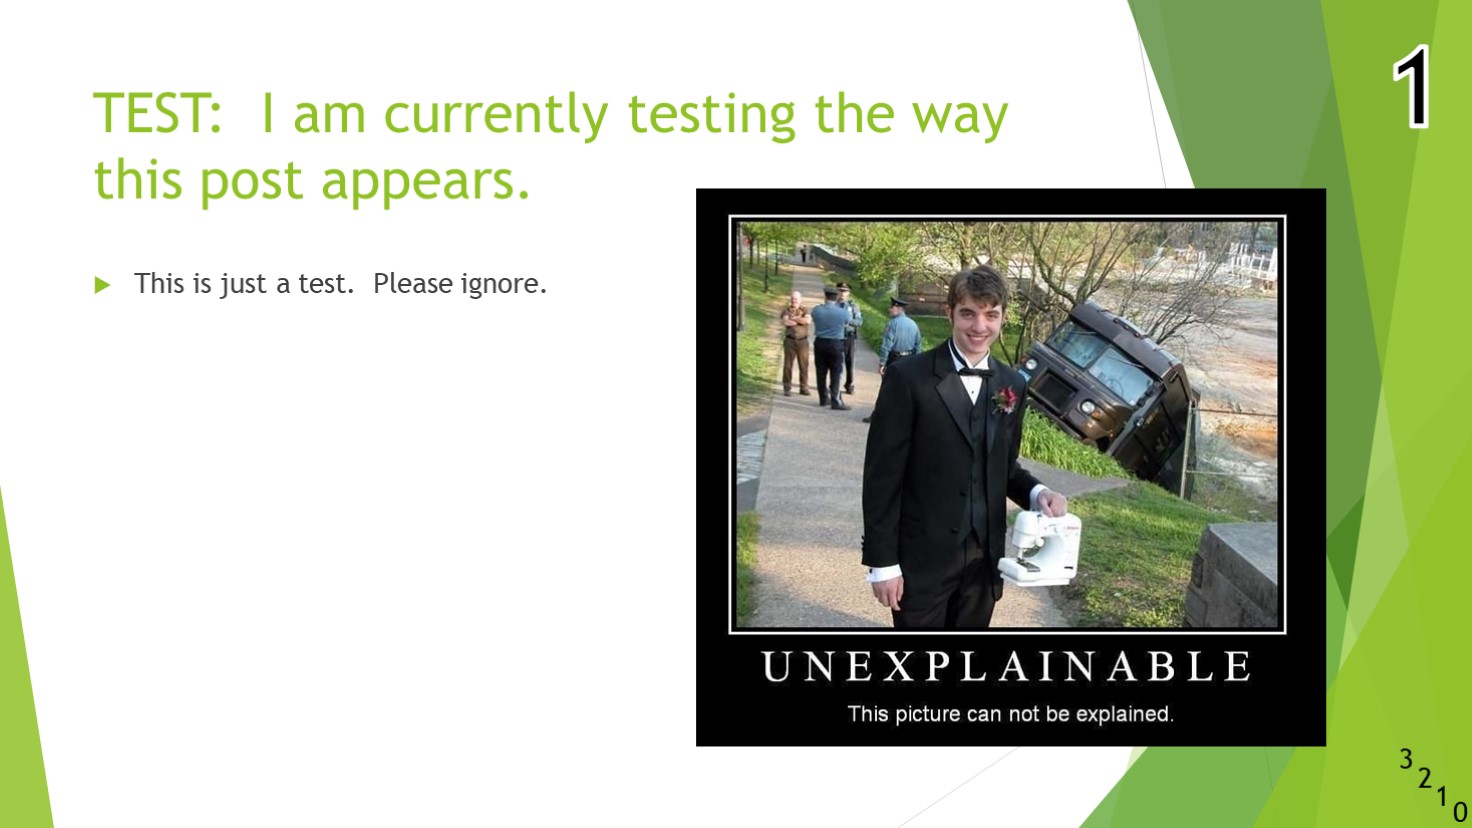 1
TEST:  I am currently testing the way
this post appears.
This is just a test.  Please ignore.
UNEXPLAINABLE
This picture can not be explained.
3
2
1
0